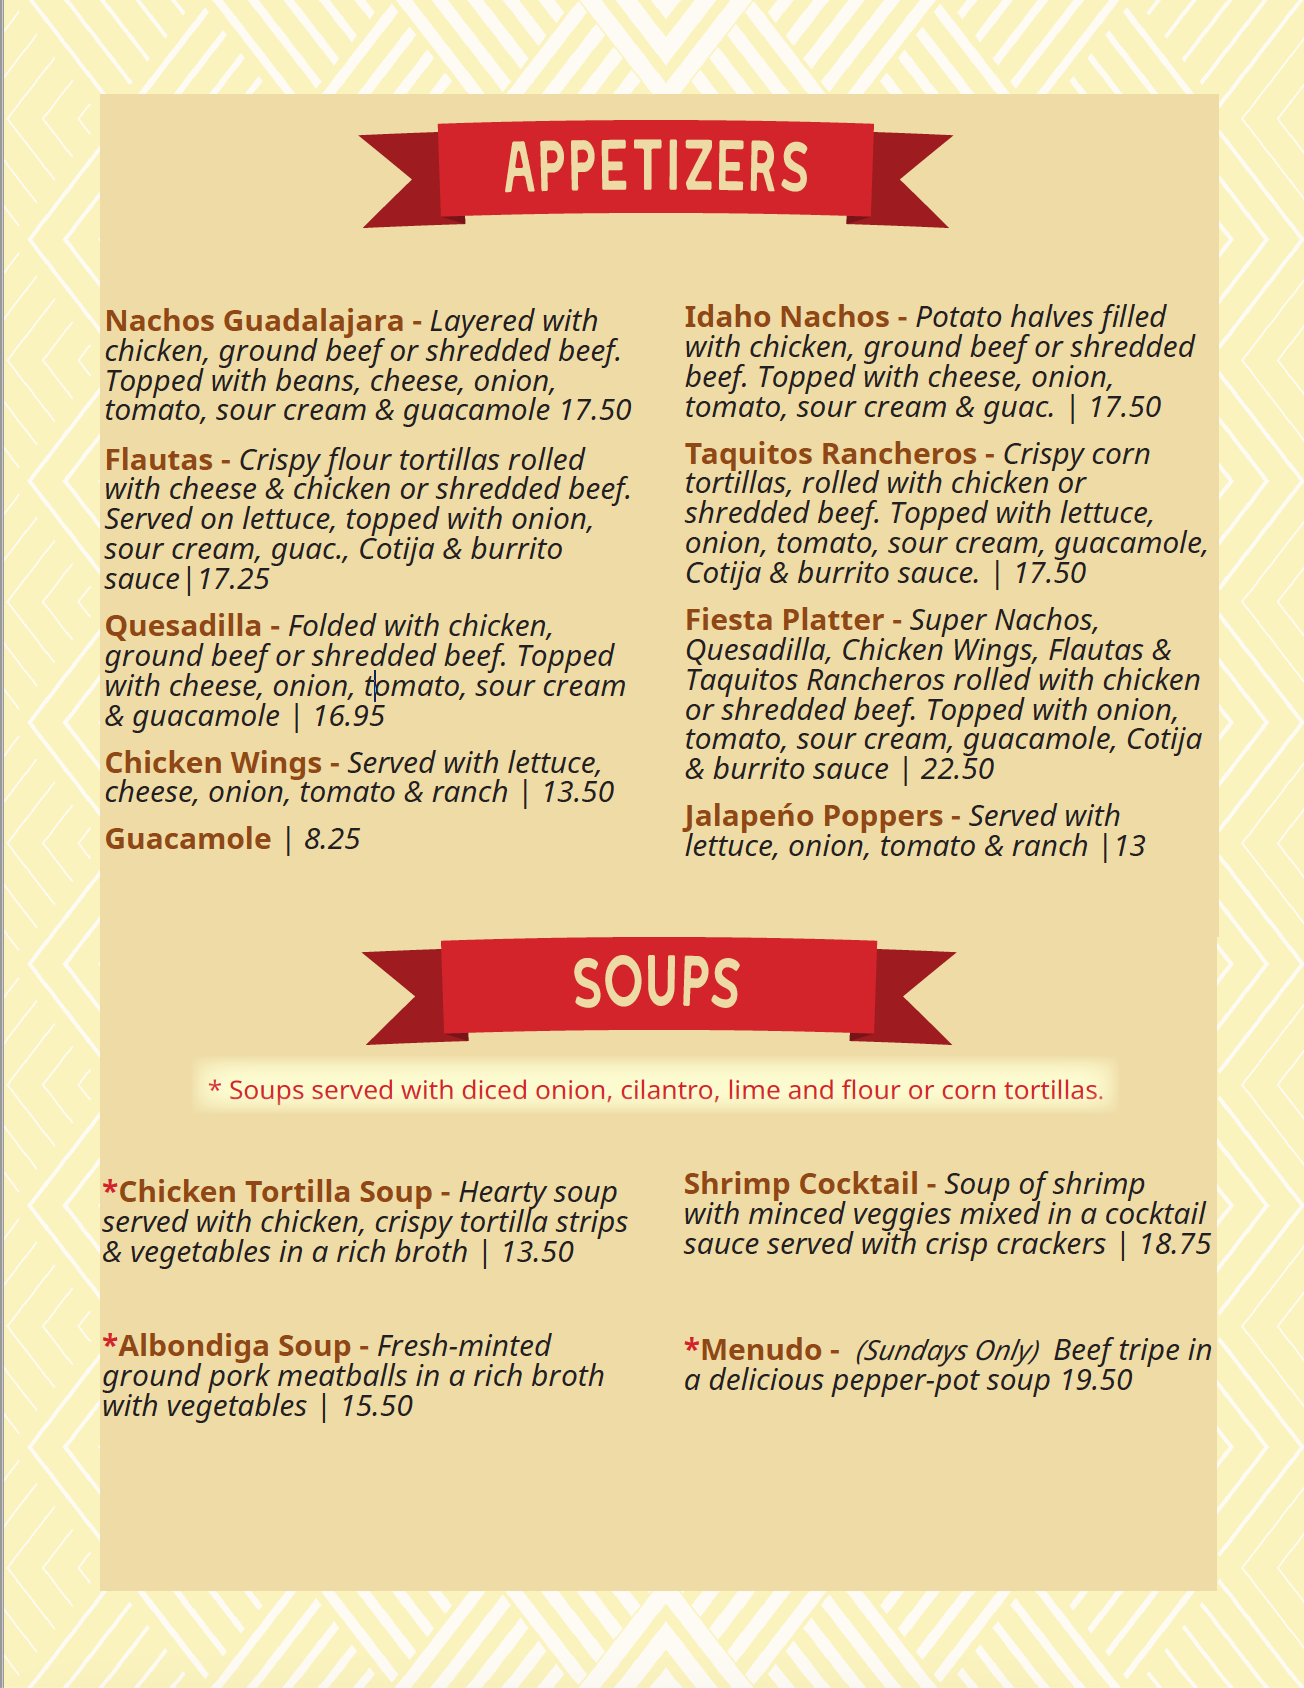 APPETIZERS
Nachos Guadalajara - Layered with
chicken, ground beef or shredded beef.
Topped with beans, cheese, onion,
tomato, sour cream & guacamole 17.50
Flautas - Crispy flour tortillas rolled
with cheese & chicken or shredded beef.
Served on lettuce, topped with onion,
sour cream, guac., Cotija & burrito
sauce|17.25
Quesadilla - Folded with chicken,
ground beef or shredded beef. Topped
with cheese, onion, tomato, sour cream
& guacamole | 16.95
Chicken Wings - Served with lettuce,
cheese, onion, tomato & ranch | 13.50
Guacamole | 8.25
Idaho Nachos - Potato halves filled
with chicken, ground beef or shredded
beef. Topped with cheese, onion,
tomato, sour cream & guac. | 17.50
Taquitos Rancheros - Crispy corn
tortillas, rolled with chicken or
shredded beef. Topped with lettuce,
onion, tomato, sour cream, guacamole,
Cotija & burrito sauce. | 17.50
Fiesta Platter - Super Nachos,
Quesadilla, Chicken Wings, Flautas &
Taquitos Rancheros rolled with chicken
or shredded beef. Topped with onion,
tomato, sour cream, guacamole, Cotija
& burrito sauce | 22.50
Jalapeńo Poppers - Served with
lettuce, onion, tomato & ranch |13
SOUPS
* Soups served with diced onion, cilantro, lime and flour or corn tortillas.
*Chicken Tortilla Soup - Hearty soup
served with chicken, crispy tortilla strips
& vegetables in a rich broth | 13.50
*Albondiga Soup - Fresh-minted
ground pork meatballs in a rich broth
with vegetables | 15.50
Shrimp Cocktail - Soup of shrimp
with minced veggies mixed in a cocktail
sauce served with crisp crackers | 18.75
*Menudo - (Sundays Only) Beef tripe in
a delicious pepper-pot soup 19.50